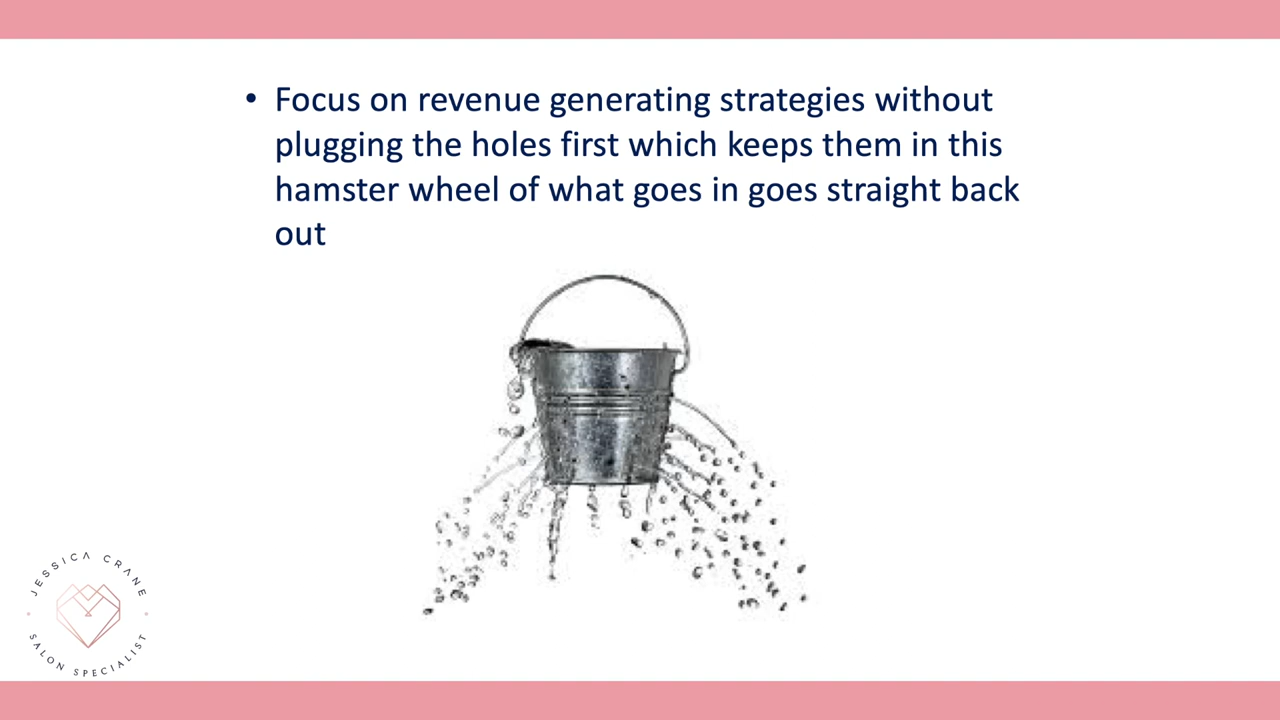 • Focus on revenue generating strategies without
plugging the holes first which keeps them in this
hamster wheel of what goes in goes straight back
out
JESSICA CRANE
SALON SPECIALIST